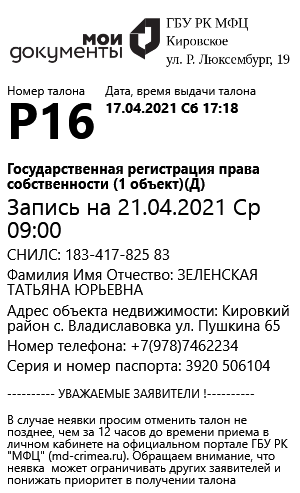 МОИ
документы
ГБУ РК МФЦ
Кировское
ул. Р. Люксембург, 19
Номер талона
Дата, время выдачи талона
Р16
17.04.2021 Сб 17:18
Государственная регистрация права
собственности (1 объект)(Д)
Запись на 21.04.2021 Ср
09:00
СНИЛС: 183-417-825 83
Фамилия Имя Отчество: ЗЕЛЕНСКАЯ
ТАТЬЯНА ЮРЬЕВНА
Адрес объекта недвижимости: Кировкий
район с. Владиславовка ул. Пушкина 65
Номер телефона: +7(978)7462234
Серия и номер паспорта: 3920 506104
---------- УВАЖАЕМЫЕ ЗАЯВИТЕЛИ !----------
В случае неявки просим отменить талон не
позднее, чем за 12 часов до времени приема в
личном кабинете на официальном портале ГБУ РК
"МФЦ" (md-crimea.ru). Обращаем внимание, что
неявка может ограничивать других заявителей и
понижать приоритет в получении талона